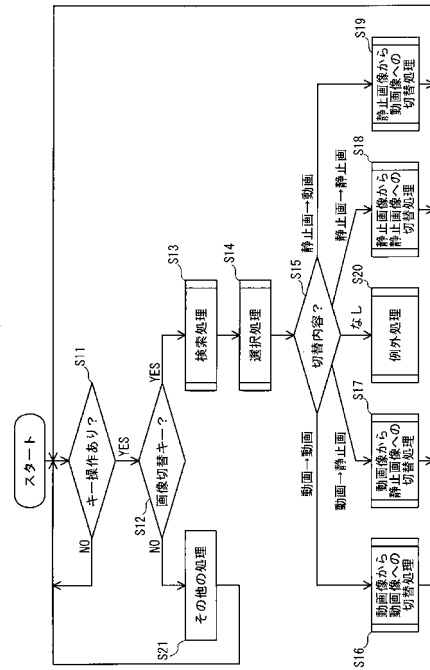 スタート
S11
キー操作あり？
NO
YES
S12
画像切替キー？
NO
YES
S21
その他の処理
S13
検索処理
S14
選択処理
S15
切替内容？
動画→動画
動画→静止画
なし
静止画→静止画
静止画→動画
S16
動画像から
動画像への
切替処理
S17
動画像から
静止画像への
切替処理
S20
例外処理
S18
静止画像から
静止画像への
切替処理
S19
静止画像から
動画像への
切替処理